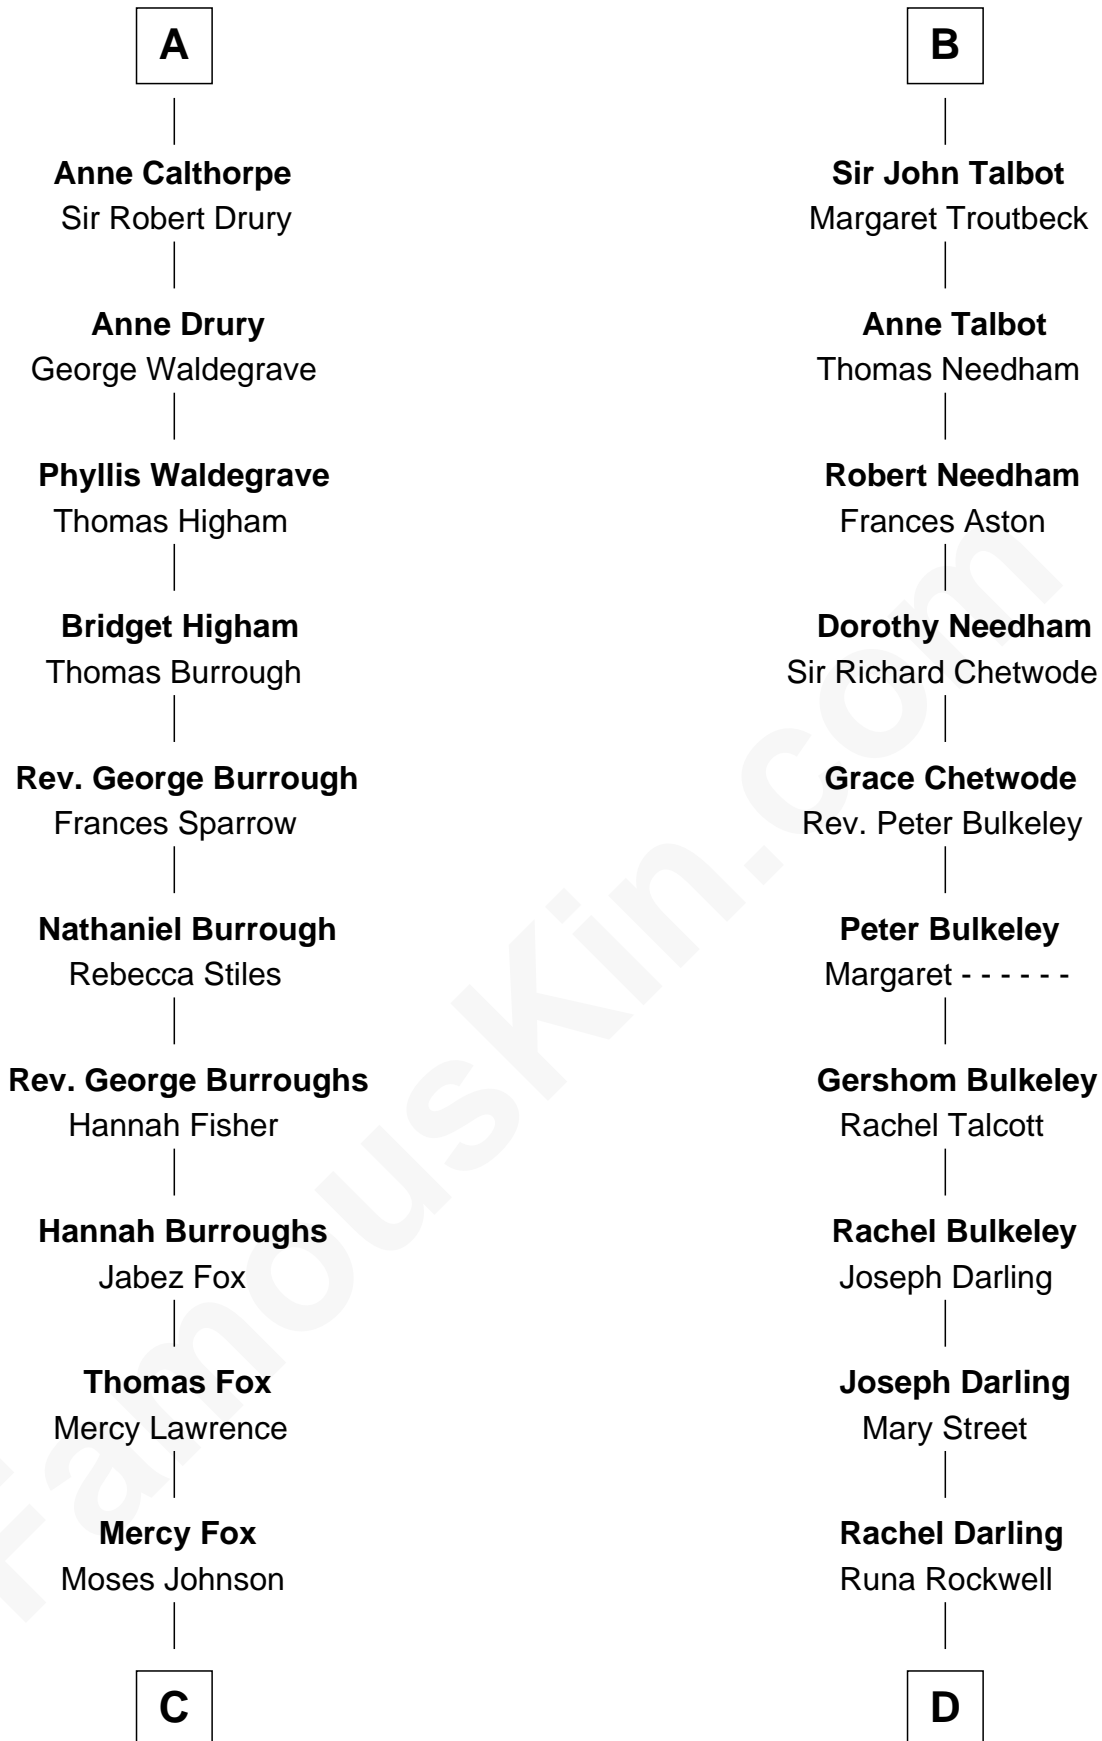 A
Anne Calthorpe
Sir Robert Drury
Anne Drury
George Waldegrave
Phyllis Waldegrave
Thomas Higham
Bridget Higham
Thomas Burrough
Rev. George Burrough
Frances Sparrow
Nathaniel Burrough
Rebecca Stiles
Rev. George Burroughs
Hannah Fisher
Hannah Burroughs
Jabez Fox
Thomas Fox
Mercy Lawrence
Mercy Fox
Moses Johnson
C
B
Sir John Talbot
Margaret Troutbeck
Anne Talbot
Thomas Needham
Robert Needham
Frances Aston
Dorothy Needham
Sir Richard Chetwode
Grace Chetwode
Rev. Peter Bulkeley
Peter Bulkeley
Margaret - - - - - -
Gershom Bulkeley
Rachel Talcott
Rachel Bulkeley
Joseph Darling
Joseph Darling
Mary Street
Rachel Darling
Runa Rockwell
D
FamousKin.com